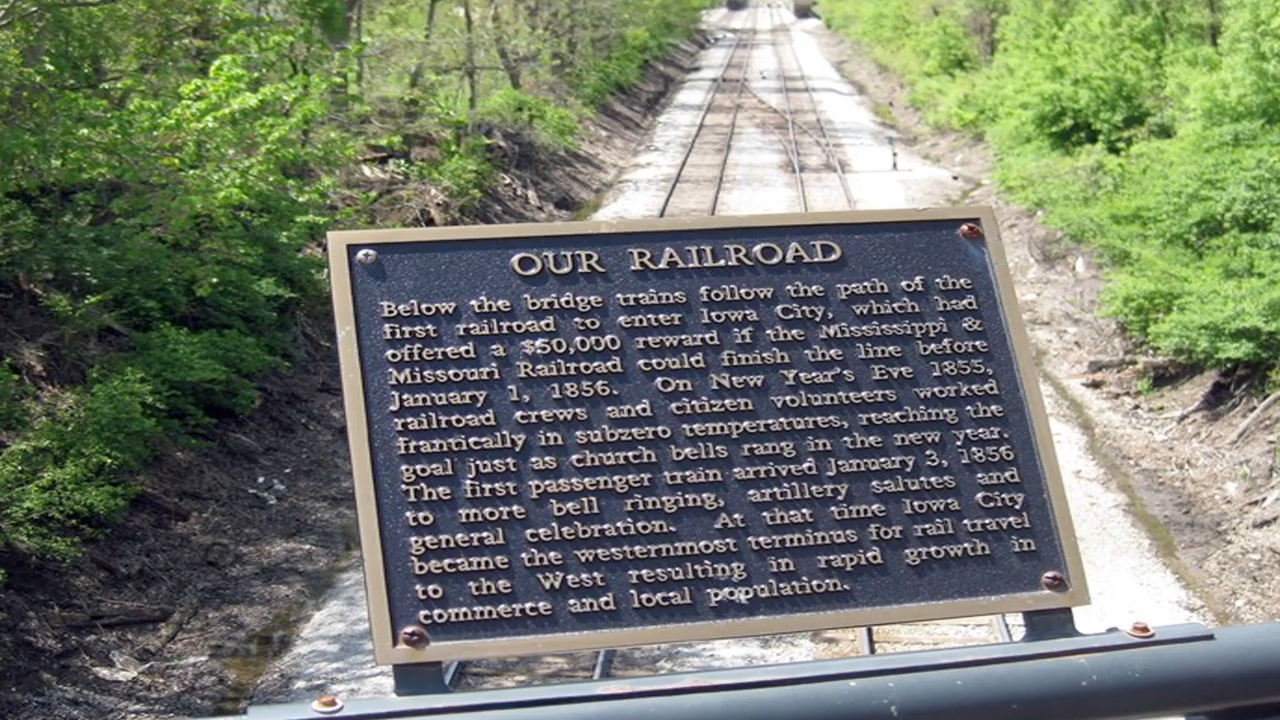 OUR RAILROAD
Below the bridge trains follow the path of the
first railroad to enter Iowa City, which had
offered a $50,000 reward if the Mississippi &
Missouri Railroad could finish the line before
January 1, 1856. On New Year's Eve 1855,
railroad crews and citizen volunteers worked
frantically in subzero temperatures, reaching the
goal just as church bells rang in the new year.
The first passenger train arrived January 3, 1856
to more bell ringing, artillery salutes and
general celebration. At that time Iowa City
became the westernmost terminus for rail travel
to the West resulting in rapid growth in
commerce and local population.